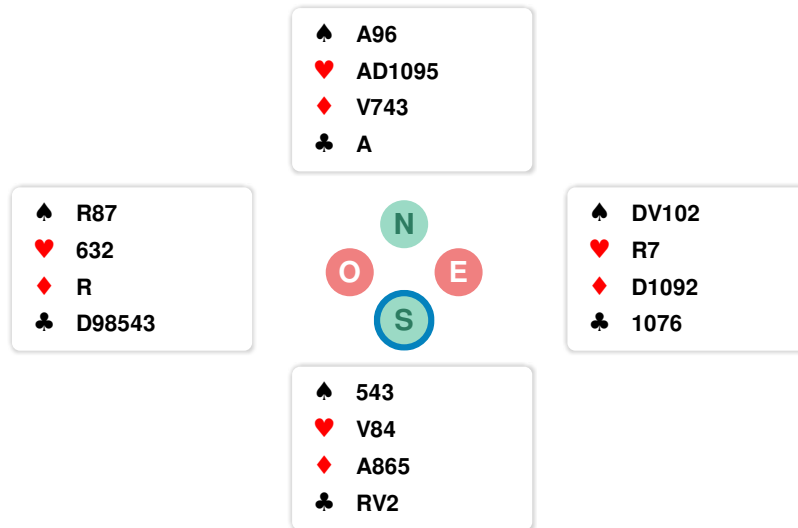 ♠ A96
♥ AD1095
♦ V743
♣ A
♠ R87
♥ 632
♦ R
♣ D98543
N
O E
S
♠ DV102
♥ R7
♦ D1092
♣ 1076
♠ 543
♥ V84
♦ A865
♣ RV2